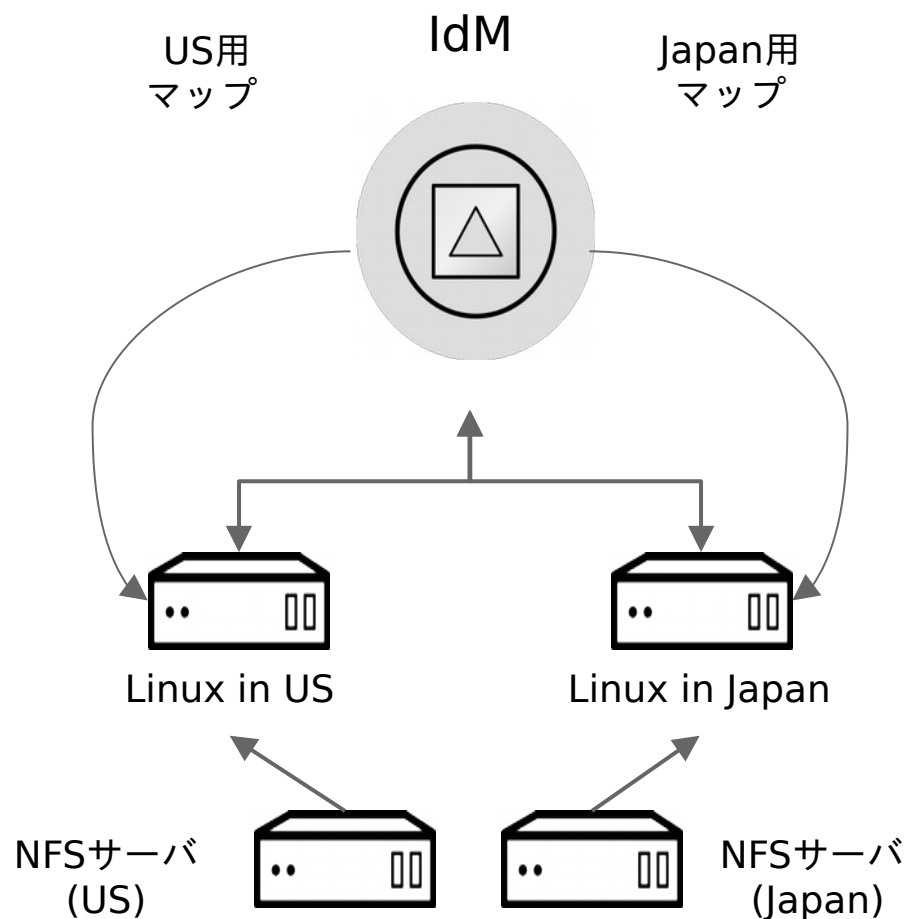 IdM
US用
マップ
Japan用
マップ
Linux in US
Linux in Japan
NFSサーバ
(US)
NFSサーバ
(Japan)